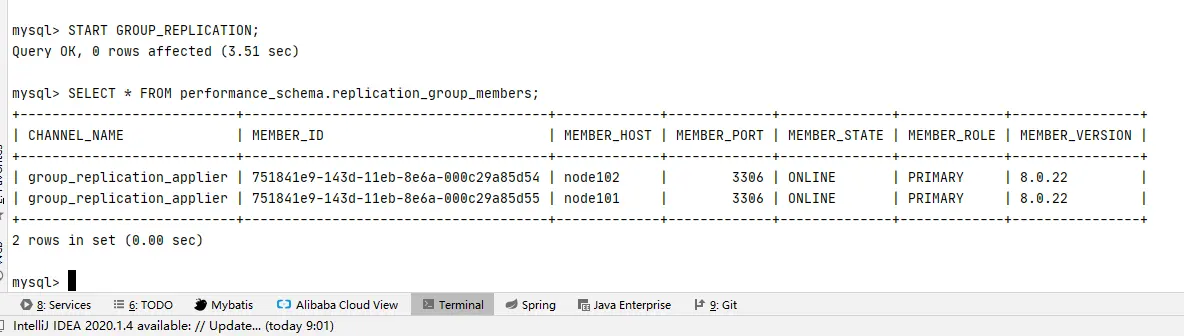 mysql> START GROUP_REPLICATION;
Query OK, 0 rows affected (3.51 sec)
mysql> SELECT * FROM performance_schema.replication_group_members;
+---------------------------+--------------------------------------+-------------+-------------+--------------+-------------+----------------+
| CHANNEL_NAME | MEMBER_ID | MEMBER_HOST | MEMBER_PORT | MEMBER_STATE | MEMBER_ROLE | MEMBER_VERSION |
+---------------------------+--------------------------------------+-------------+-------------+--------------+-------------+----------------+
| group_replication_applier | 751841e9-143d-11eb-8e6a-000c29a85d54 | node102 | 3306 | ONLINE | PRIMARY | 8.0.22 |
| group_replication_applier | 751841e9-143d-11eb-8e6a-000c29a85d55 | node101 | 3306 | ONLINE | PRIMARY | 8.0.22 |
+---------------------------+--------------------------------------+-------------+-------------+--------------+-------------+----------------+
2 rows in set (0.00 sec)
mysql>
8: Services 6: TODO Mybatis Alibaba Cloud View Terminal Spring Java Enterprise 9: Git
IntelliJ IDEA 2020.1.4 available: // Update... (today 9:01)